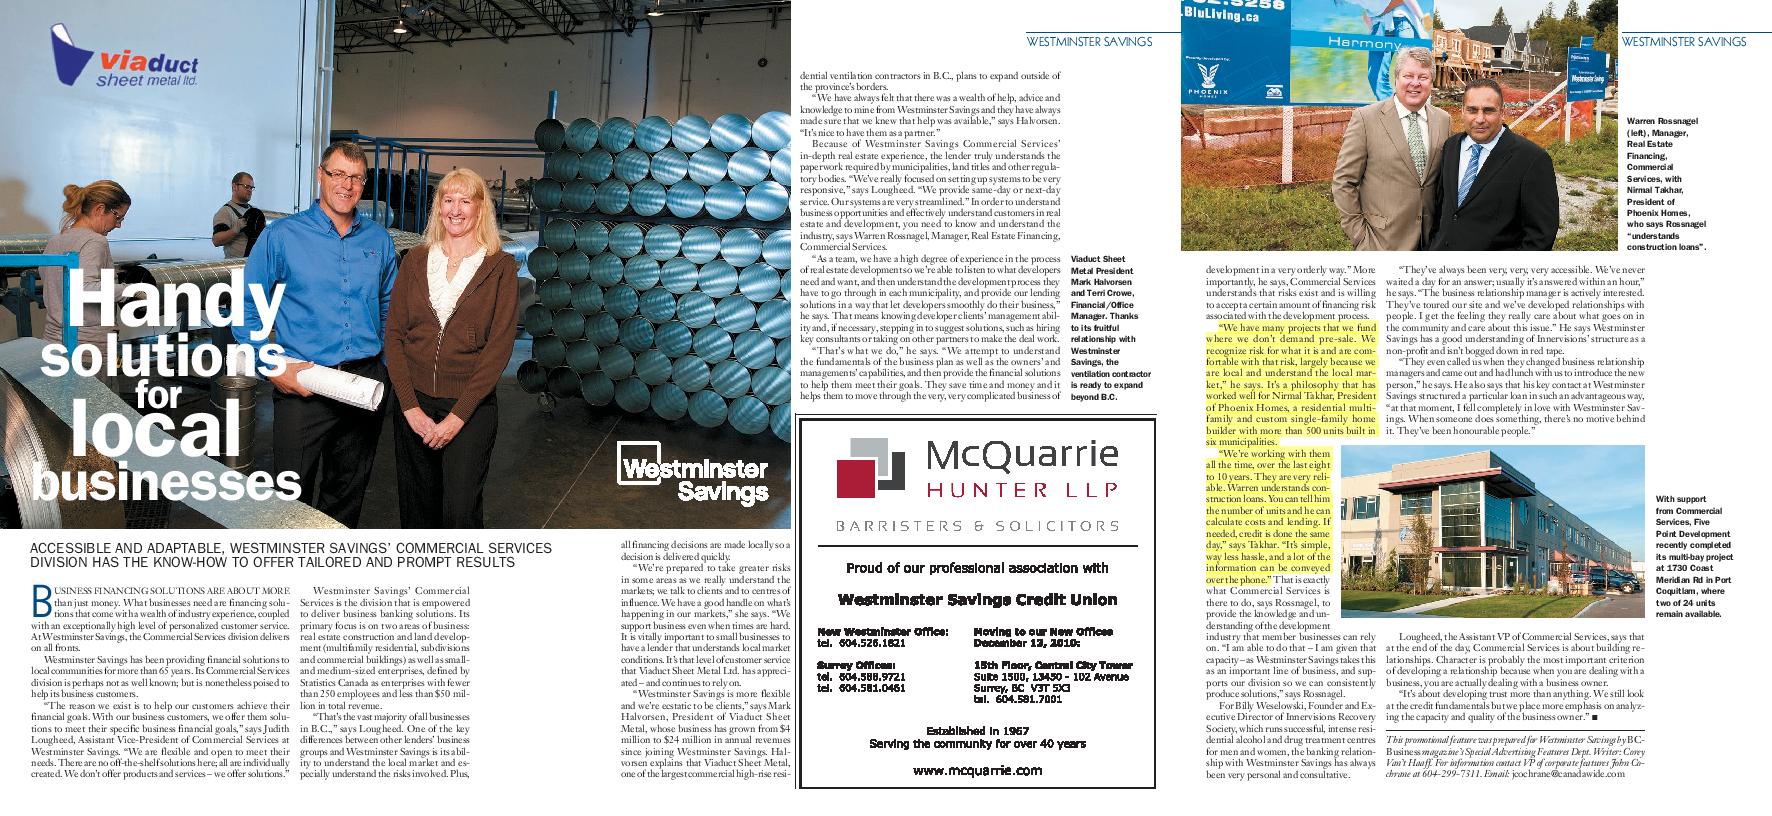 viaduct
sheet metal ltd.
Handy
solutions
for
local
businesses
Westminster
Savings
ACCESSIBLE AND ADAPTABLE, WESTMINSTER SAVINGS' COMMERCIAL SERVICES
DIVISION HAS THE KNOW-HOW TO OFFER TAILORED AND PROMPT RESULTS
BUSINESS FINANCING SOLUTIONS ARE ABOUT MORE
than just money. What businesses need are financing solu-
tions that come with a wealth of industry experience, coupled
with an exceptionally high level of personalized customer service.
At Westminster Savings, the Commercial Services division delivers
on all fronts.
Westminster Savings has been providing financial solutions to
local communities for more than 65 years. Its Commercial Services
division is perhaps not as well known; but is nonetheless poised to
help its business customers.
"The reason we exist is to help our customers achieve their
financial goals. With our business customers, we offer them solu-
tions to meet their specific business financial goals," says Judith
Lougheed, Assistant Vice-President of Commercial Services at
Westminster Savings. "We are flexible and open to meet their
needs. There are no off-the-shelf solutions here; all are individually
created. We don't offer products and services – we offer solutions."
Westminster Savings' Commercial
Services is the division that is empowered
to deliver business banking solutions. Its
primary focus is on two areas of business:
real estate construction and land develop-
ment (multifamily residential, subdivisions
and commercial buildings) as well as small-
and medium-sized enterprises, defined by
Statistics Canada as enterprises with fewer
than 250 employees and less than $50 mil-
lion in total revenue.
"That's the vast majority of all businesses
in B.C.," says Lougheed. One of the key
differences between other lenders' business
groups and Westminster Savings is its abil-
ity to understand the local market and es-
pecially understand the risks involved. Plus,
all financing decisions are made locally so a
decision is delivered quickly.
"We're prepared to take greater risks
in some areas as we really understand the
markets; we talk to clients and to centres of
influence. We have a good handle on what's
happening in our markets," she says. "We
support business even when times are hard.
It is vitally important to small businesses to
have a lender that understands local market
conditions. It's that level of customer service
that Viaduct Sheet Metal Ltd. has appreci-
ated – and continues to rely on.
"Westminster Savings is more flexible
and we're ecstatic to be clients," says Mark
Halvorsen, President of Viaduct Sheet
Metal, whose business has grown from $4
million to $24 million in annual revenues
since joining Westminster Savings. Hal-
vorsen explains that Viaduct Sheet Metal,
one of the largest commercial high-rise resi-
WESTMINSTER SAVINGS
dential ventilation contractors in B.C., plans to expand outside of
the province's borders.
"We have always felt that there was a wealth of help, advice and
knowledge to mine from Westminster Savings and they have always
made sure that we knew that help was available," says Halvorsen.
"It's nice to have them as a partner."
Because of Westminster Savings Commercial Services'
in-depth real estate experience, the lender truly understands the
paperwork required by municipalities, land titles and other regula-
tory bodies. "We've really focused on setting up systems to be very
responsive," says Lougheed. "We provide same-day or next-day
service. Our systems are very streamlined." In order to understand
business opportunities and effectively understand customers in real
estate and development, you need to know and understand the
industry, says Warren Rossnagel, Manager, Real Estate Financing,
Commercial Services.
"As a team, we have a high degree of experience in the process
of real estate development so we're able to listen to what developers
need and want, and then understand the development process they
have to go through in each municipality, and provide our lending
solutions in a way that let developers smoothly do their business,"
he says. That means knowing developer clients' management abil-
ity and, if necessary, stepping in to suggest solutions, such as hiring
key consultants or taking on other partners to make the deal work.
"That's what we do," he says. "We attempt to understand
the fundamentals of the business plan as well as the owners' and
managements' capabilities, and then provide the financial solutions
to help them meet their goals. They save time and money and it
helps them to move through the very, very complicated business of
Viaduct Sheet
Metal President
Mark Halvorsen
and Terri Crowe,
Financial/Office
Manager. Thanks
to its fruitful
relationship with
Westminster
Savings, the
ventilation contractor
is ready to expand
beyond B.C.
McQuarrie
HUNTER LLP
BARRISTERS & SOLICITORS
Proud of our professional association with
Westminster Savings Credit Union
New Westminster Office:
tel. 604.526.1821
Surrey Offices:
tel. 604.588.9721
tel. 604.581.0461
Moving to our New Offices
December 13, 2010:
15th Floor, Central City Tower
Suite 1500, 13450 - 102 Avenue
Surrey, BC V3T 5X3
tel. 604.581.7001
Established in 1967
Serving the community for over 40 years
www.mcquarrie.com
.BluLiving.ca
Harmony
PHOENIX
HOMES
WESTMINSTER SAVINGS
Warren Rossnagel
(left), Manager,
Real Estate
Financing,
Commercial
Services, with
Nirmal Takhar,
President of
Phoenix Homes,
who says Rossnagel
"understands
construction loans".
development in a very orderly way." More
importantly, he says, Commercial Services
understands that risks exist and is willing
to accept a certain amount of financing risk
associated with the development process.
"We have many projects that we fund
where we don't demand pre-sale. We
recognize risk for what it is and are com-
fortable with that risk, largely because we
are local and understand the local mar-
ket," he says. It's a philosophy that has
worked well for Nirmal Takhar, President
of Phoenix Homes, a residential multi-
family and custom single-family home
builder with more than 500 units built in
six municipalities.
"We're working with them
all the time, over the last eight
to 10 years. They are very reli-
able. Warren understands con-
struction loans. You can tell him
the number of units and he can
calculate costs and lending. If
needed, credit is done the same
day," says Takhar. "It's simple,
way less hassle, and a lot of the
information can be conveyed
over the phone." That is exactly
what Commercial Services is
there to do, says Rossnagel, to
provide the knowledge and un-
derstanding of the development
industry that member businesses can rely
on. "I am able to do that – I am given that
capacity – as Westminster Savings takes this
as an important line of business, and sup-
ports our division so we can consistently
produce solutions," says Rossnagel.
For Billy Weselowski, Founder and Ex-
ecutive Director of Innervisions Recovery
Society, which runs successful, intense resi-
dential alcohol and drug treatment centres
for men and women, the banking relation-
ship with Westminster Savings has always
been very personal and consultative.
"They've always been very, very, very accessible. We've never
waited a day for an answer; usually it's answered within an hour,"
he says. "The business relationship manager is actively interested.
They've toured our site and we've developed relationships with
people. I get the feeling they really care about what goes on in
the community and care about this issue." He says Westminster
Savings has a good understanding of Innervisions' structure as a
non-profit and isn't bogged down in red tape.
"They even called us when they changed business relationship
managers and came out and had lunch with us to introduce the new
person," he says. He also says that his key contact at Westminster
Savings structured a particular loan in such an advantageous way,
"at that moment, I fell completely in love with Westminster Sav-
ings. When someone does something, there's no motive behind
it. They've been honourable people."
With support
from Commercial
Services, Five
Point Development
recently completed
its multi-bay project
at 1730 Coast
Meridian Rd in Port
Coquitlam, where
two of 24 units
remain available.
Lougheed, the Assistant VP of Commercial Services, says that
at the end of the day, Commercial Services is about building re-
lationships. Character is probably the most important criterion
of developing a relationship because when you are dealing with a
business, you are actually dealing with a business owner.
"It's about developing trust more than anything. We still look
at the credit fundamentals but we place more emphasis on analyz-
ing the capacity and quality of the business owner." ■
This promotional feature was prepared for Westminster Savings by BC-
Business magazine's Special Advertising Features Dept. Writer: Corey
Van't Haaff. For information contact VP of corporate features John Co-
chrane at 604-299-7311. Email: jcochrane@canadawide.com